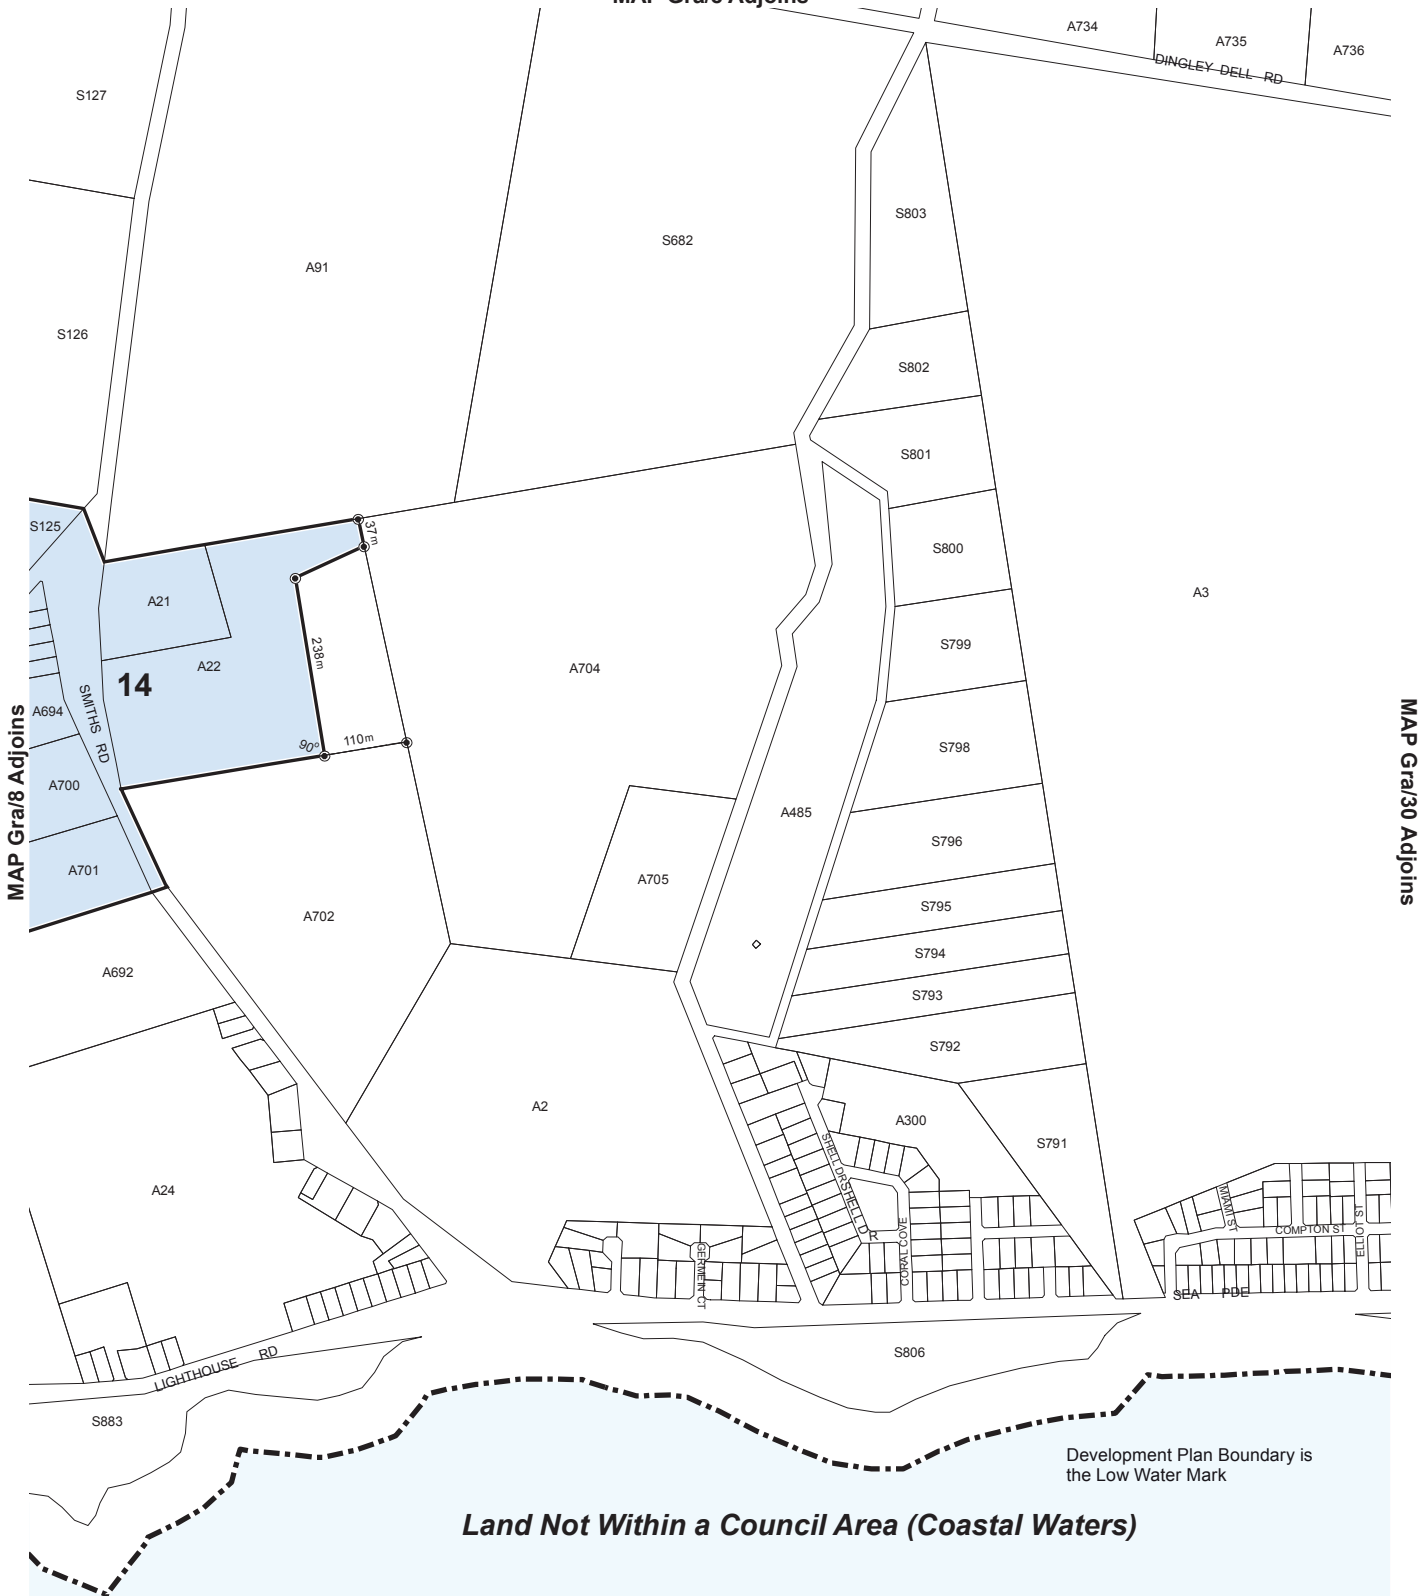 A734
A735
A736
DINGLEY DELL RD
S127
S803
S682
A91
S126
S802
S801
S125
37m
S800
A3
A21
238m
S799
A22
A704
14
SMITHS RD
A694
110m
90°
S798
MAP Gra/8 Adjoins
MAP Gra/30 Adjoins
A700
A485
S796
A701
A705
S795
A702
S794
A692
S793
S792
A2
A300
S791
SHELL DR
SHELL DR
A24
MIAMI ST
COMPTON ST
ELLIOT ST
CORAL COVE
GERMEIN CT
SEA PDE
LIGHTHOUSE RD
S806
S883
Development Plan Boundary is
the Low Water Mark
Land Not Within a Council Area (Coastal Waters)